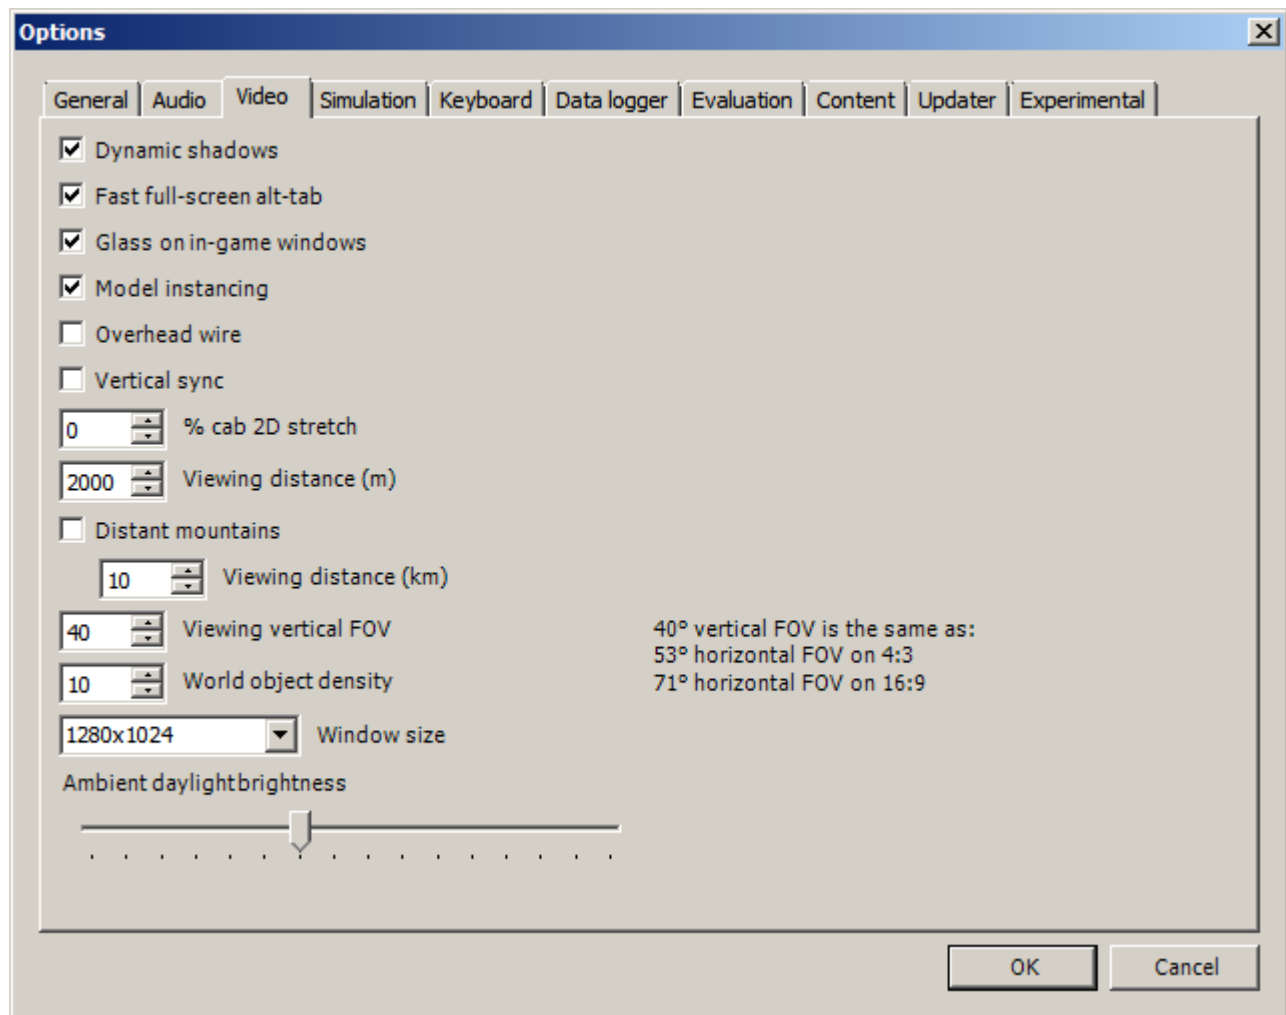 Options
General Audio Video Simulation Keyboard Data logger Evaluation Content Updater Experimental
Dynamic shadows
Fast full-screen alt-tab
Glass on in-game windows
Model instancing
Overhead wire
Vertical sync
0 % cab 2D stretch
2000 Viewing distance (m)
Distant mountains
10 Viewing distance (km)
40 Viewing vertical FOV
40º vertical FOV is the same as:
53º horizontal FOV on 4:3
71º horizontal FOV on 16:9
10 World object density
1280x1024 Window size
Ambient daylight brightness
OK Cancel